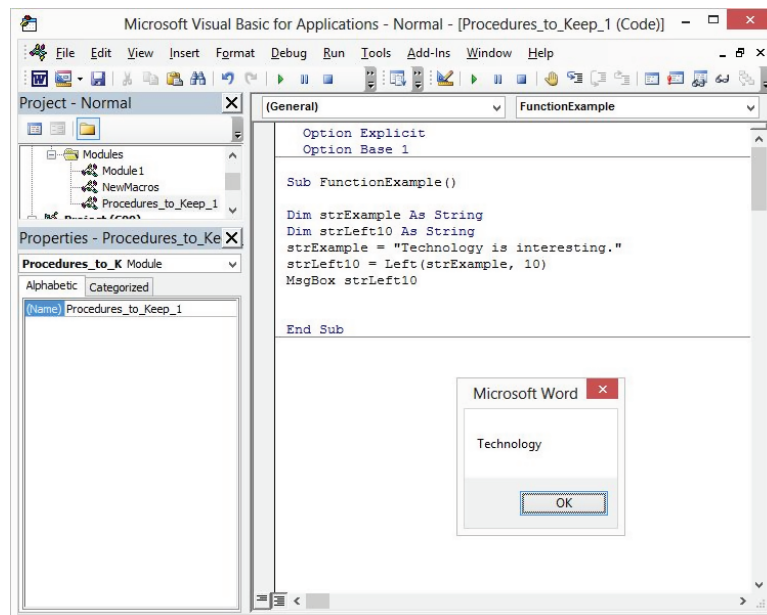 Microsoft Visual Basic for Applications - Normal - [Procedures_to_Keep_1 (Code)]
File Edit View Insert Format Debug Run Tools Add-Ins Window Help
Project - Normal
Modules
Module1
NewMacros
Procedures_to_Keep_1
Properties - Procedures_to_Ke
Procedures_to_K Module
Alphabetic Categorized
(Name) Procedures_to_Keep_1
(General) FunctionExample
Option Explicit
Option Base 1
Sub FunctionExample()
Dim strExample As String
Dim strLeft10 As String
strExample = "Technology is interesting."
strLeft10 = Left(strExample, 10)
MsgBox strLeft10
End Sub
Microsoft Word
Technology
OK